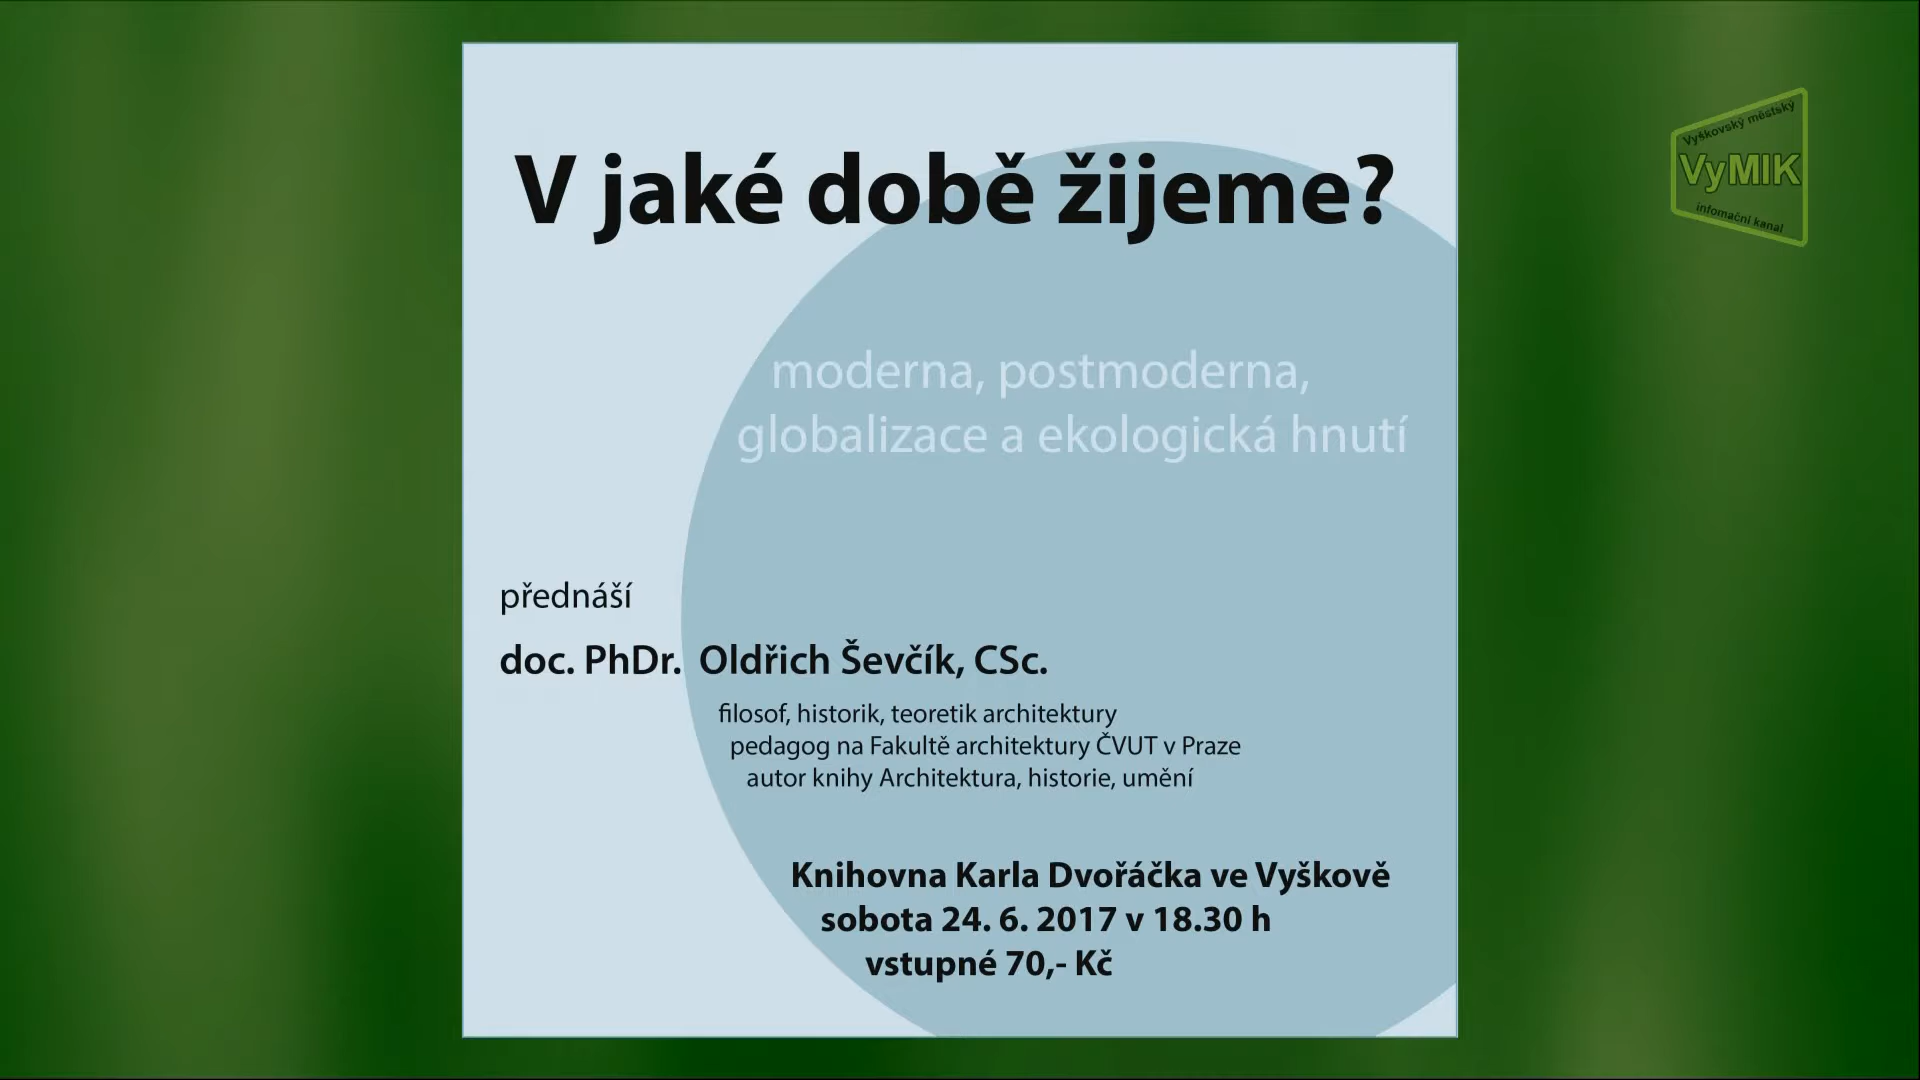 V jaké době žijeme?
moderna, postmoderna,
globalizace a ekologická hnutí
přednáší
doc. PhDr. Oldřich Ševčík, CSc.
filosof, historik, teoretik architektury
pedagog na Fakultě architektury ČVUT v Praze
autor knihy Architektura, historie, umění
Knihovna Karla Dvořáčka ve Vyškově
sobota 24. 6. 2017 v 18.30 h
vstupné 70,- Kč
Vyškovský městský
VyMIK
infomační kanal